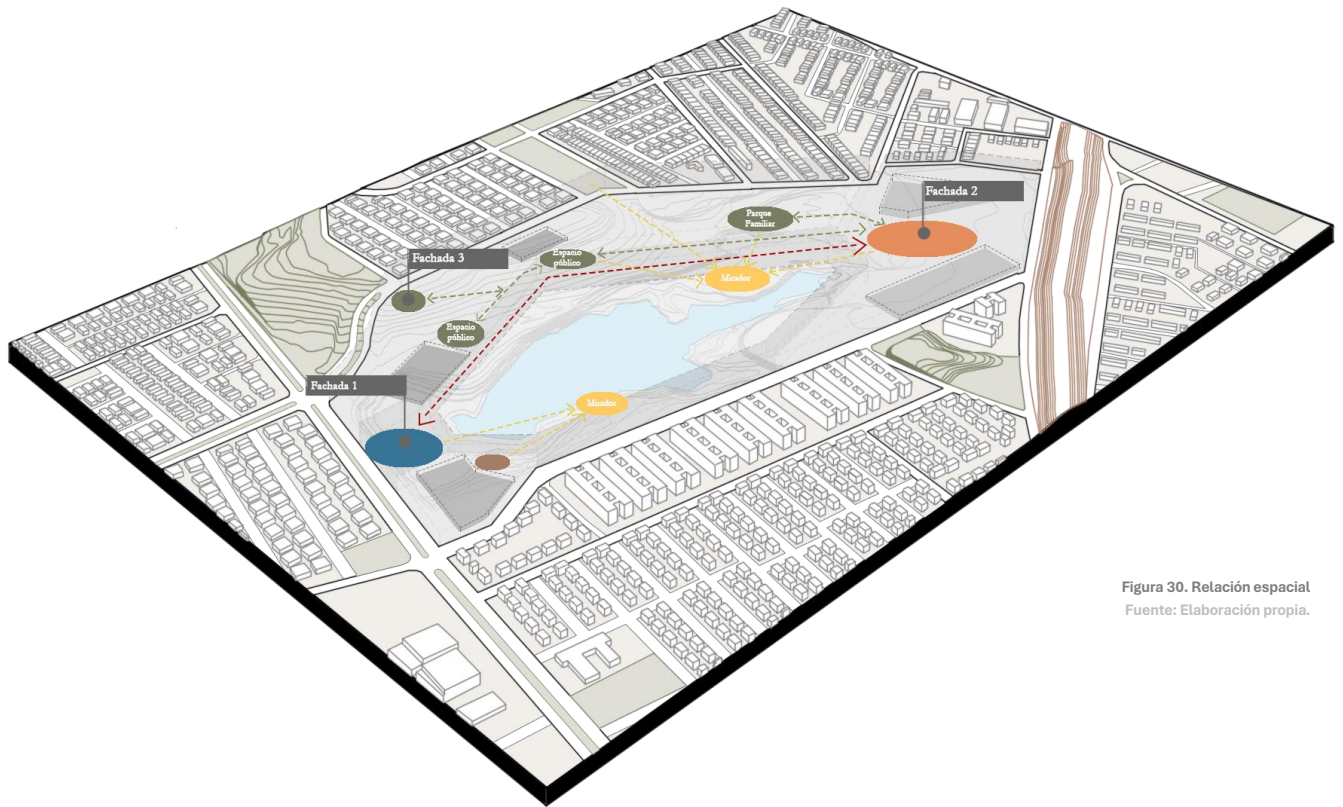 Fachada 2
Parque
Familiar
Fachada 3
Espacio
público
Mirador
Espacio
público
Fachada 1
Mirador
Figura 30. Relación espacial
Fuente: Elaboración propia.